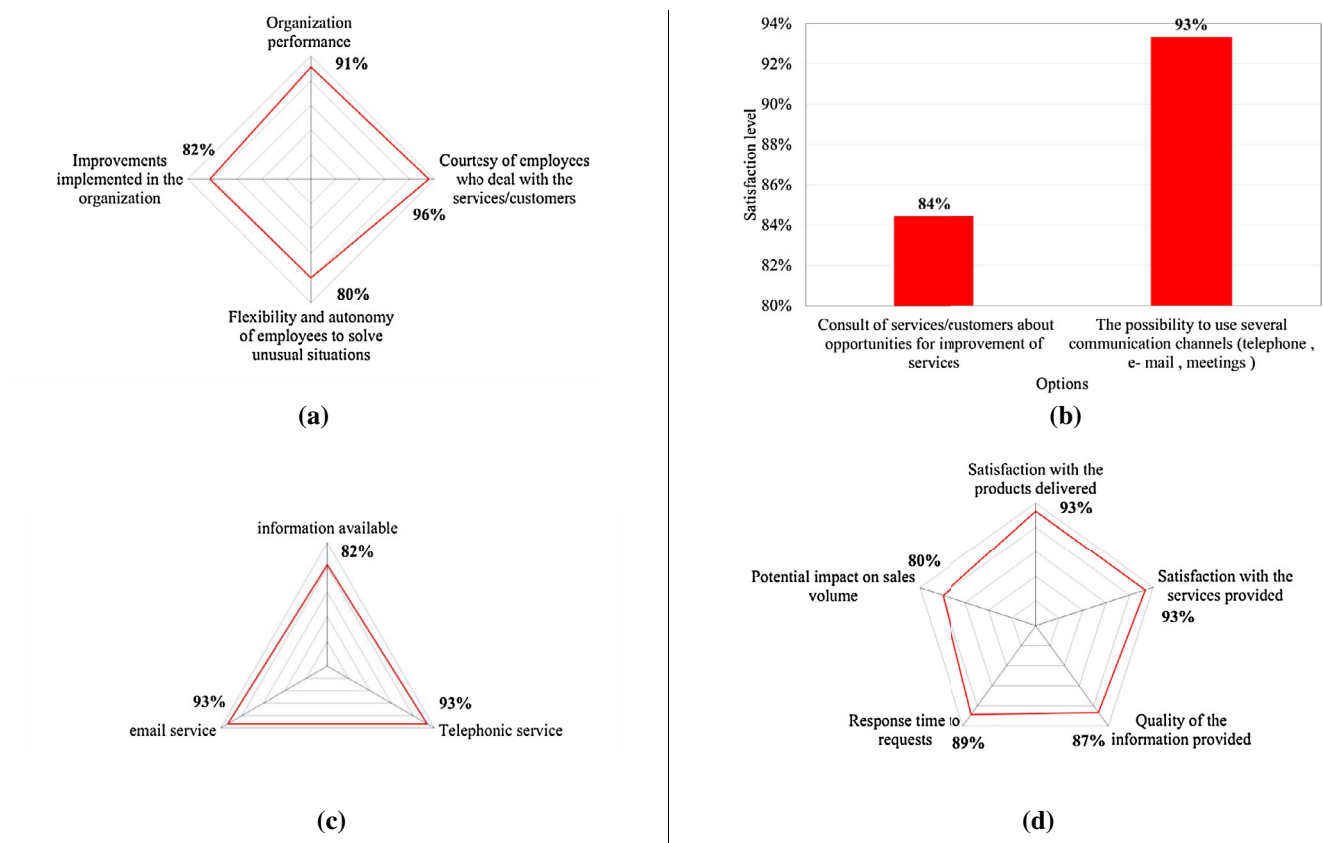 Organization
performance
91%
82%
Improvements
implemented in the
organization
Courtesy of employees
who deal with the
services/customers
96%
80%
Flexibility and autonomy
of employees to solve
unusual situations
(a)
94%
92%
90%
88%
86%
84%
82%
80%
Satisfaction level
84%
93%
Consult of services/customers about
opportunities for improvement of
services
The possibility to use several
communication channels (telephone ,
e- mail , meetings )
Options
(b)
information available
82%
93%
email service
93%
Telephonic service
(c)
Satisfaction with the
products delivered
93%
80%
Potential impact on sales
volume
Satisfaction with the
services provided
93%
Response time to
requests
89%
87%
Quality of the
information provided
(d)